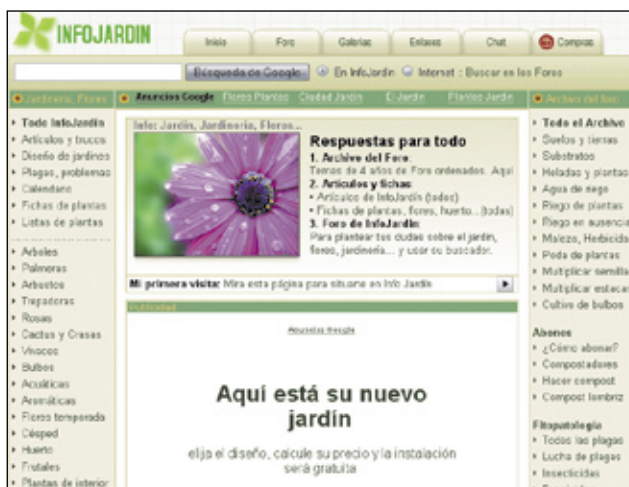 INFOJARDIN
Inicio
Foro
Galerías
Enlaces
Chat
Compras
Búsqueda de Google
En InfoJardín
Internet : Buscar en los Foros
Jardinería, Flores
Anuncios Google
Flores Plantas
Ciudad Jardín
El Jardín
Plantas Jardín
Archivo del foro
Todo InfoJardín
Artículos y trucos
Diseño de jardines
Plagas, problemas
Calendario
Fichas de plantas
Listas de plantas
Arboles
Palmeras
Arbustos
Trepadoras
Rosas
Cactus y Crasas
Vivaces
Bulbos
Acuáticas
Aromáticas
Flores temporada
Césped
Huerto
Frutales
Plantas de interior
Info: Jardín, Jardinería, Flores...
Respuestas para todo
1. Archivo del Foro:
Temas de 4 años de Foro ordenados. Aquí
2. Artículos y fichas:
• Artículos de InfoJardín (todos)
• Fichas de plantas, flores, huerto... (todas)
3. Foro de InfoJardín:
Para plantear tus dudas sobre el jardín,
flores, jardinería... y usar su buscador.
Mi primera visita: Mira esta página para situarte en Info Jardín
Publicidad
Anuncios Google
Aquí está su nuevo
jardín
elija el diseño, calcule su precio y la instalación
será gratuita
Todo el Archivo
Suelos y tierras
Substratos
Heladas y plantas
Agua de riego
Riego de plantas
Riego en ausencia
Maleza, Herbicida
Poda de plantas
Multiplicar semilla
Multiplicar estacas
Cultivo de bulbos
Abonos
¿Cómo abonar?
Compostadores
Hacer compost
Compost lombriz
Fitopatología
Todas las plagas
Lucha de plagas
Insecticidas